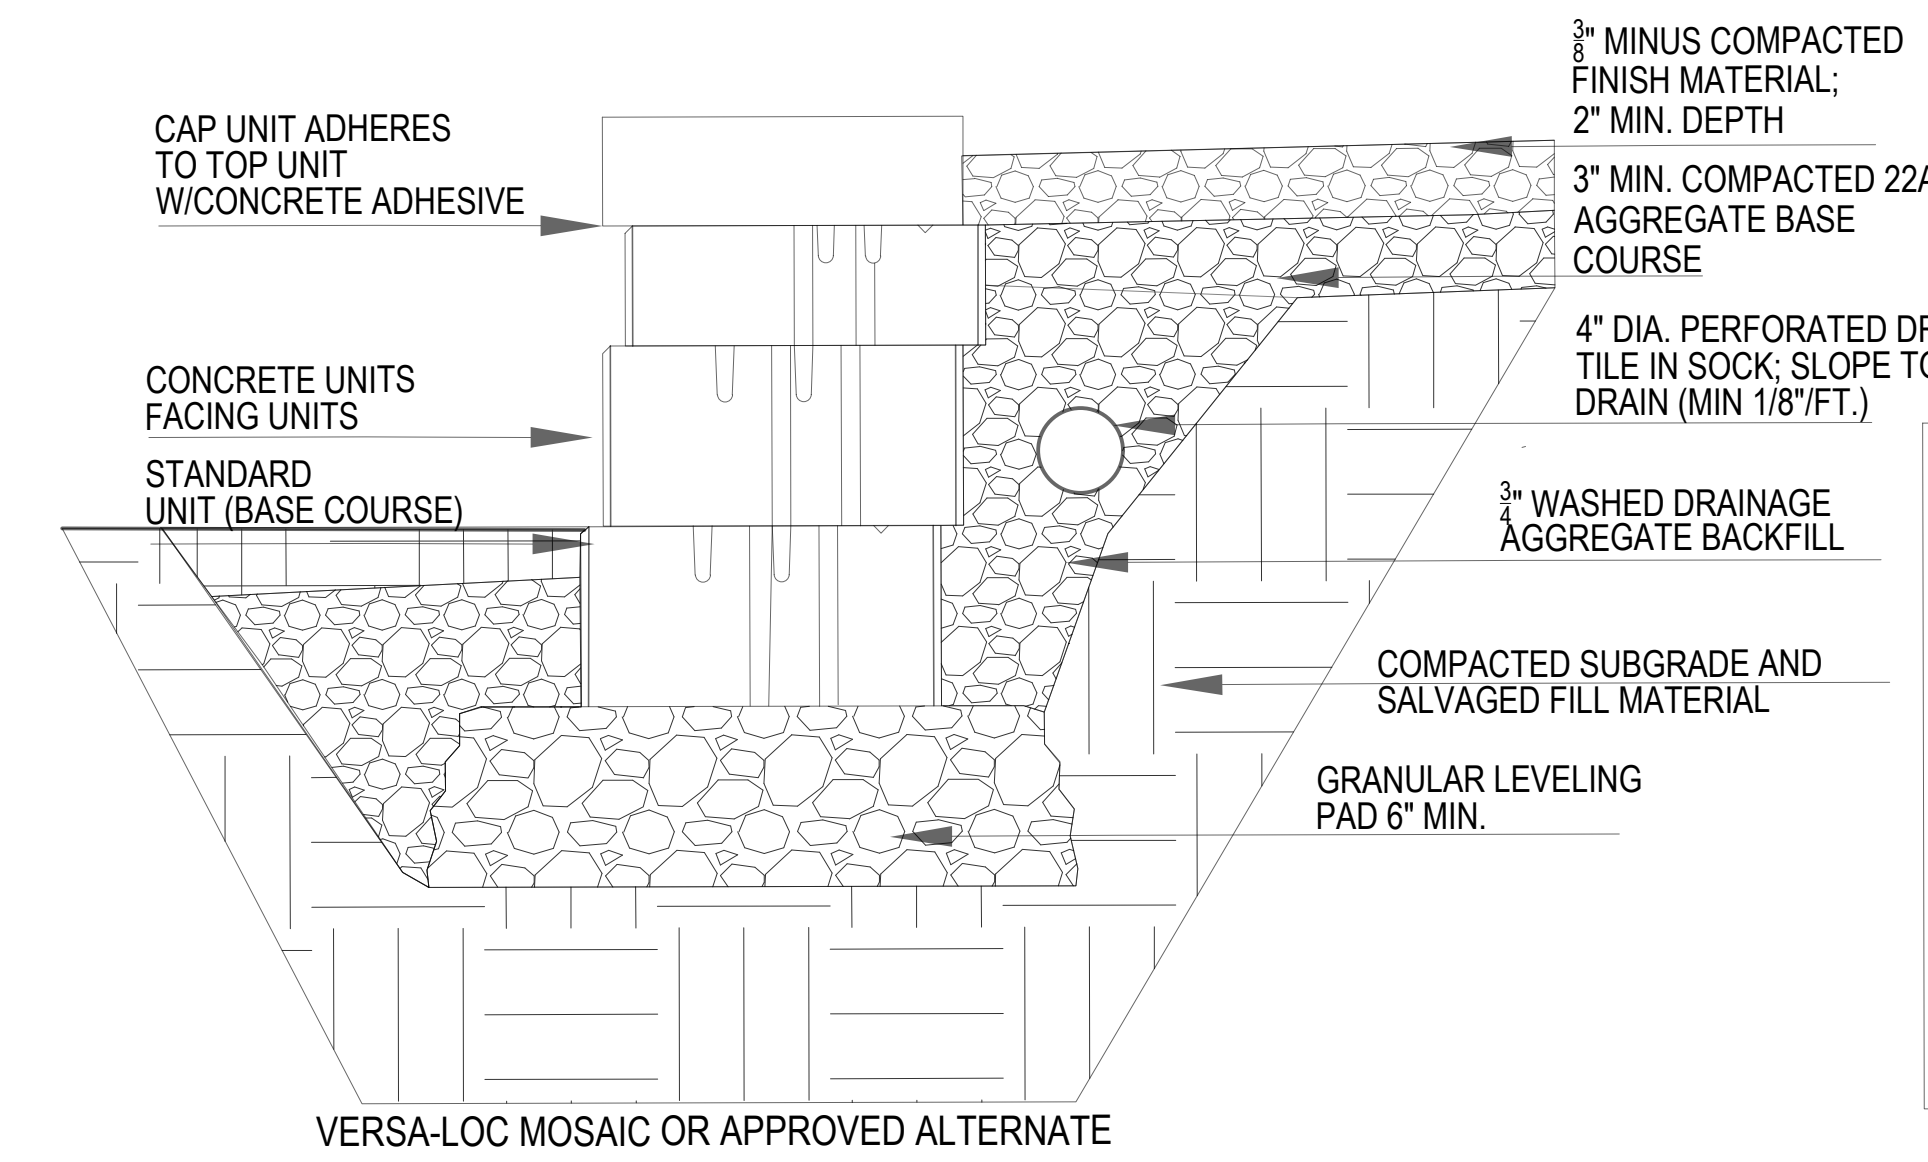 CAP UNIT ADHERES
TO TOP UNIT
W/CONCRETE ADHESIVE
CONCRETE UNITS
FACING UNITS
STANDARD
UNIT (BASE COURSE)
3/8" MINUS COMPACTED
FINISH MATERIAL;
2" MIN. DEPTH
3" MIN. COMPACTED 22A
AGGREGATE BASE
COURSE
4" DIA. PERFORATED
TILE IN SOCK; SLOPE TO
DRAIN (MIN 1/8"/FT.)
3/4" WASHED DRAINAGE
AGGREGATE BACKFILL
COMPACTED SUBGRADE AND
SALVAGED FILL MATERIAL
GRANULAR LEVELING
PAD 6" MIN.
VERSA-LOC MOSAIC OR APPROVED ALTERNATE